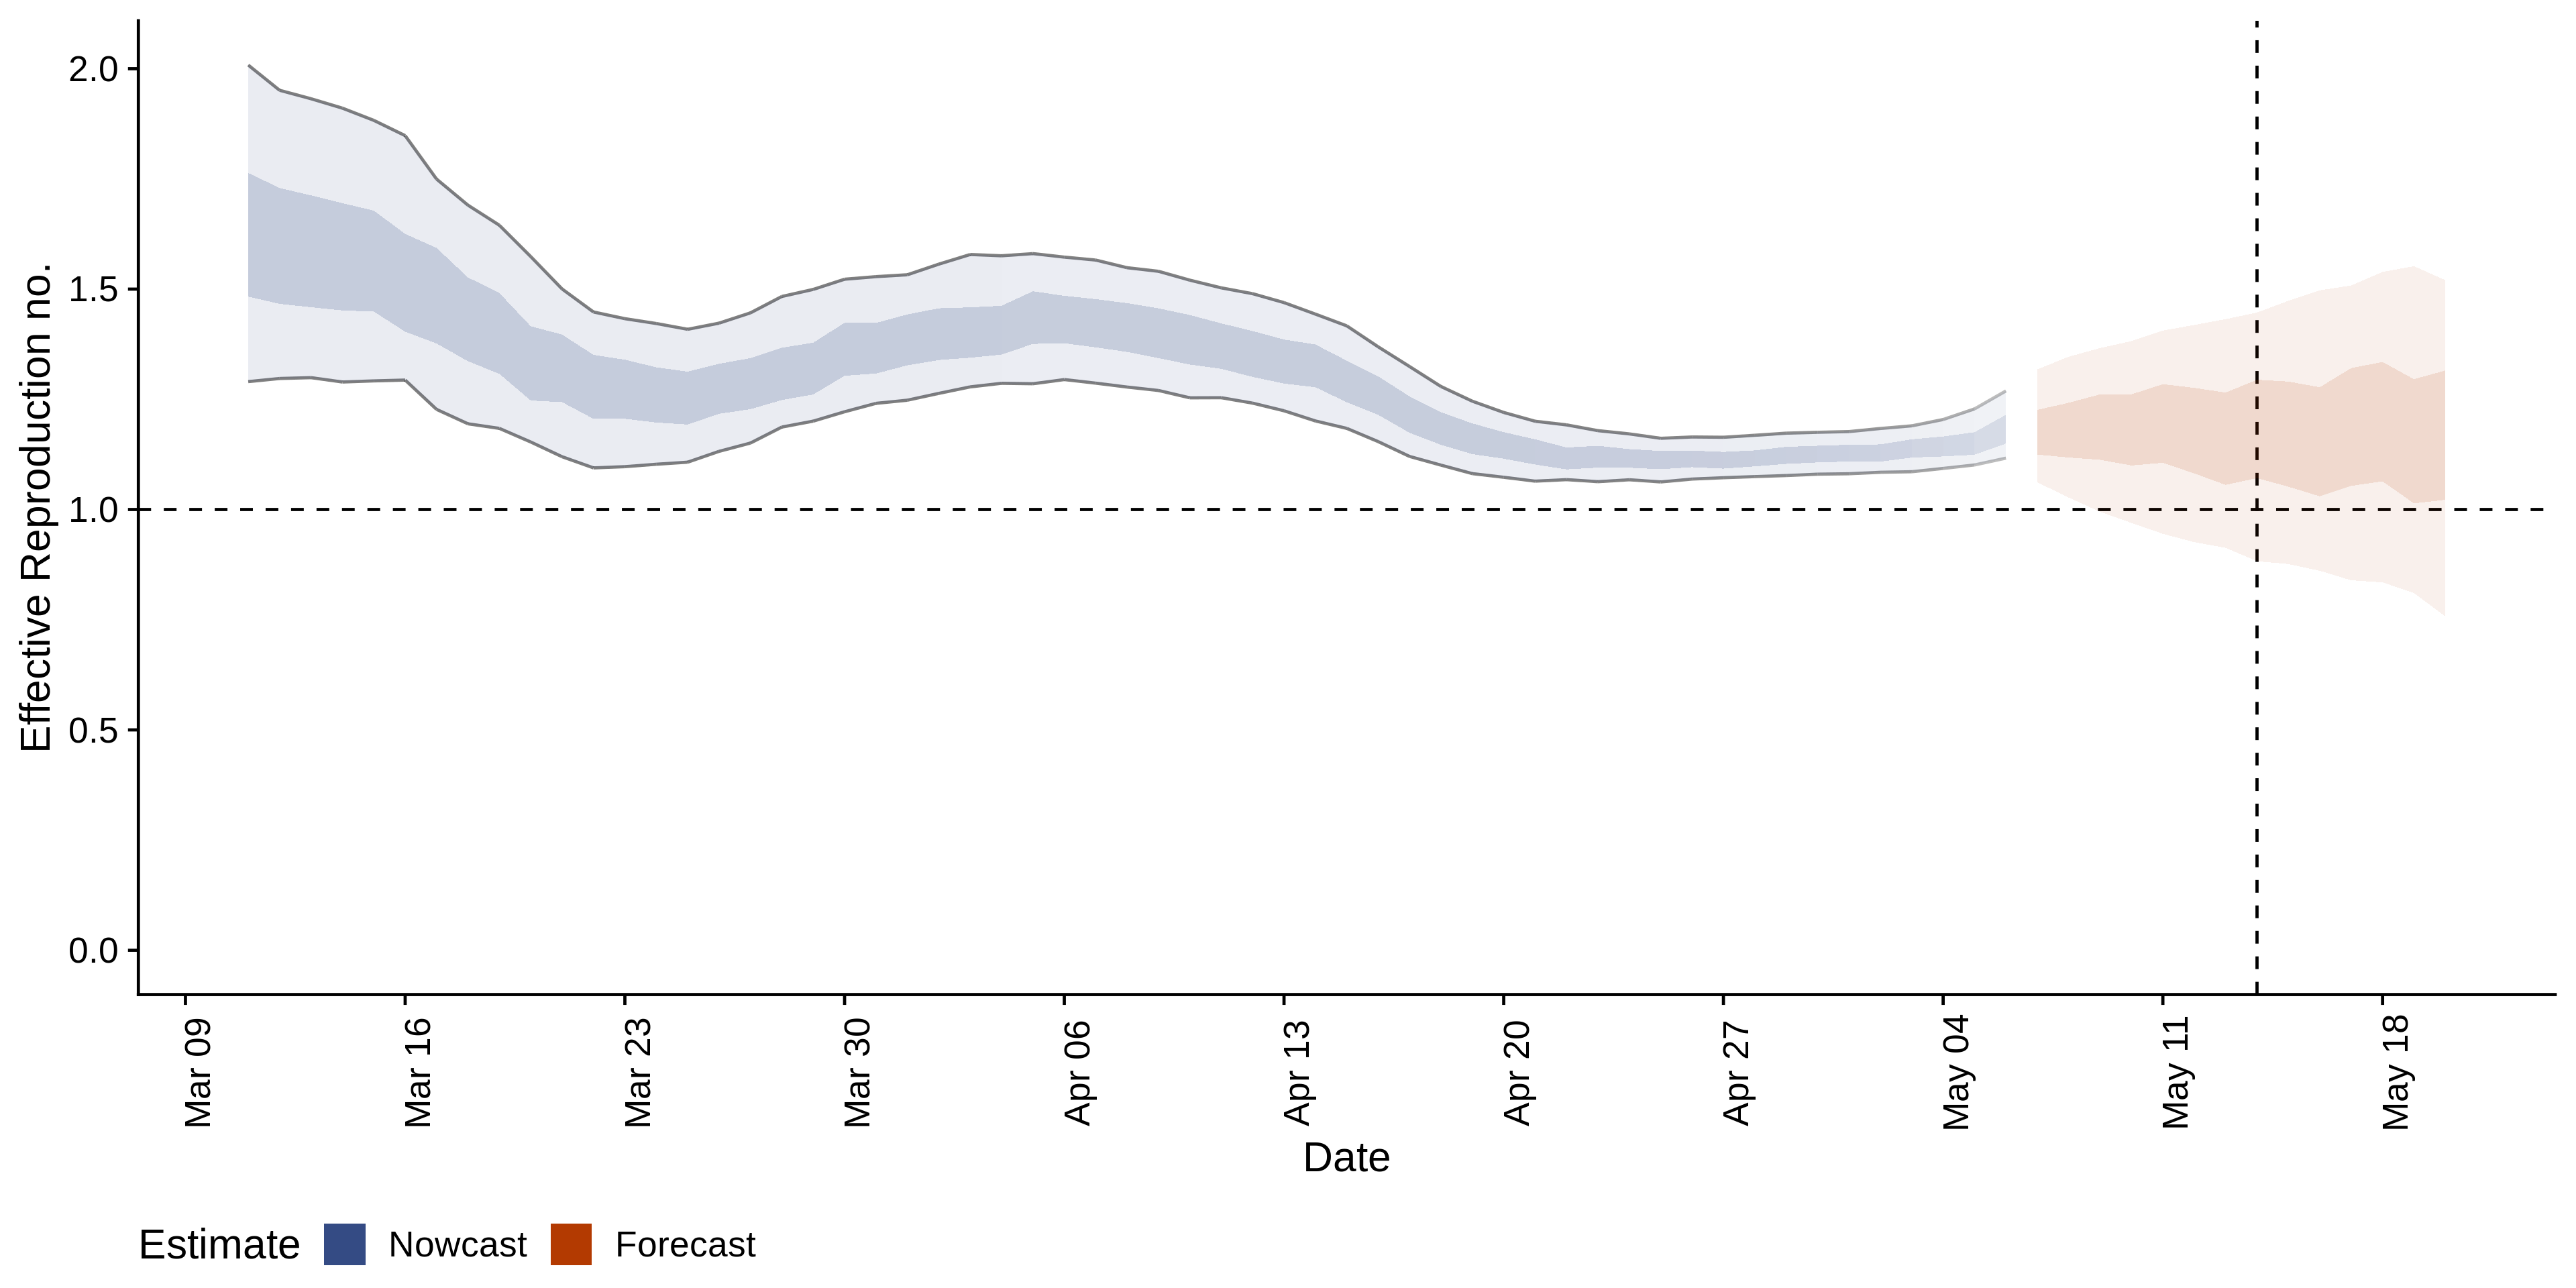 Effective Reproduction no.
2.0
1.5
1.0
0.5
0.0
Mar 09
Mar 16
Mar 23
Mar 30
Apr 06
Apr 13
Apr 20
Apr 27
May 04
May 11
May 18
Date
Estimate Nowcast Forecast